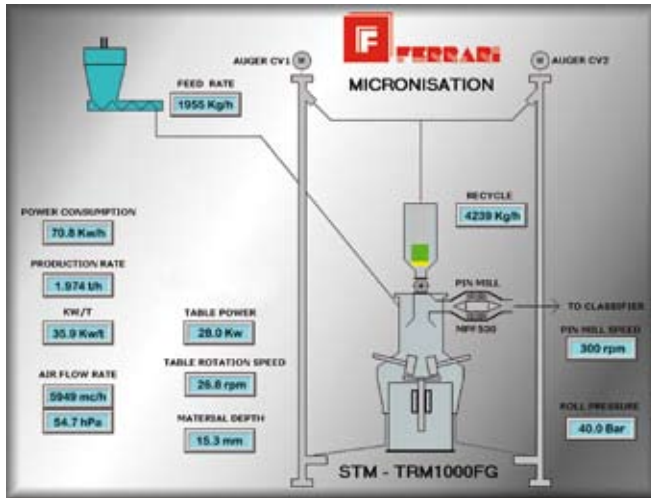 F
FERRARI
MICRONISATION
AUGER CV1
AUGER CV2
FEED RATE
1955 Kg/h
RECYCLE
4239 Kg/h
POWER CONSUMPTION
70.8 Kw/h
PRODUCTION RATE
1.974 t/h
KW/T
35.9 Kw/t
AIR FLOW RATE
5949 mc/h
54.7 hPa
TABLE POWER
28.0 Kw
TABLE ROTATION SPEED
26.8 rpm
MATERIAL DEPTH
15.3 mm
PIN MILL
MPF 530
TO CLASSIFIER
PIN MILL SPEED
300 rpm
ROLL PRESSURE
40.0 Bar
STM - TRM1000FG